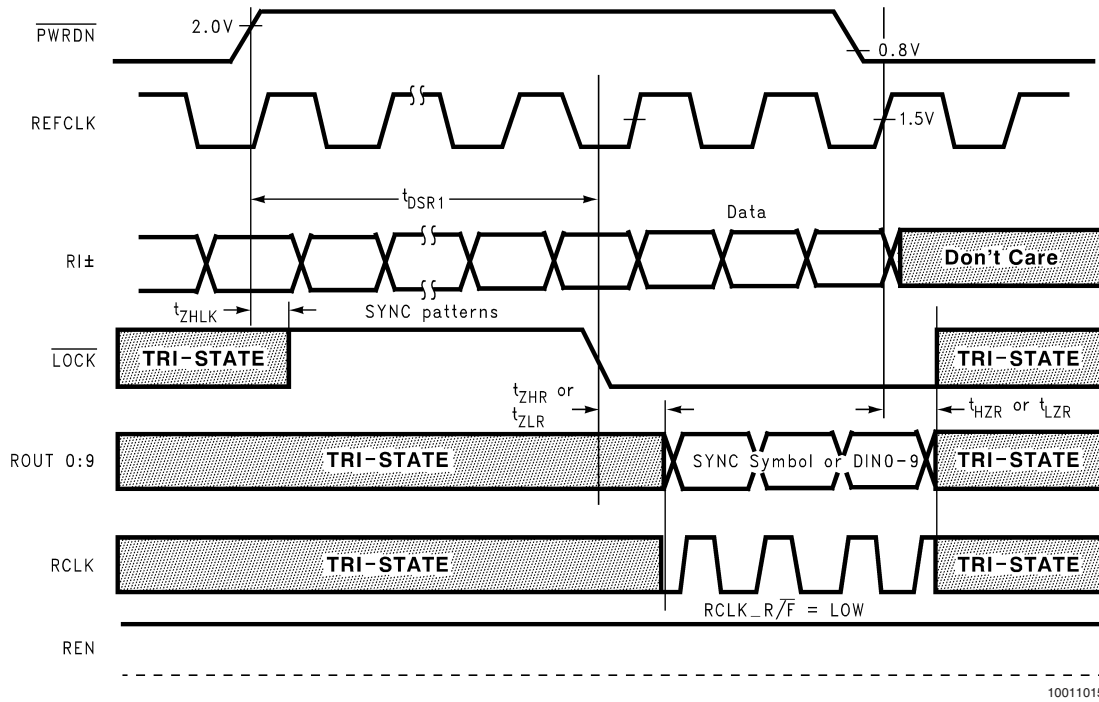 PWRDN
2.0V
0.8V
REFCLK
1.5V
tDSR1
Data
RI±
Don't Care
tZHLK
SYNC patterns
LOCK
TRI-STATE
TRI-STATE
tZHR or
tZLR
tHZR or tLZR
ROUT 0:9
TRI-STATE
SYNC Symbol or DIN0-9
TRI-STATE
RCLK
TRI-STATE
TRI-STATE
RCLK_R/F = LOW
REN
10011015